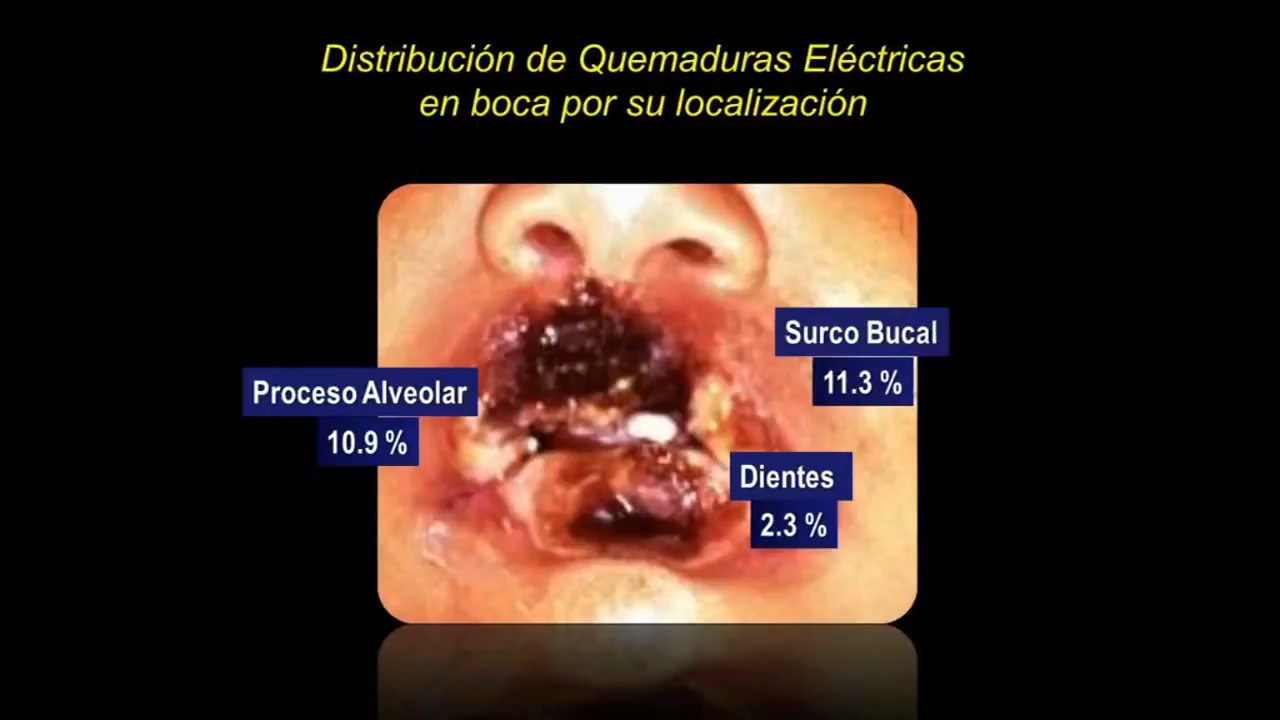 Distribución de Quemaduras Eléctricas
en boca por su localización
Surco Bucal
11.3 %
Proceso Alveolar
10.9 %
Dientes
2.3 %